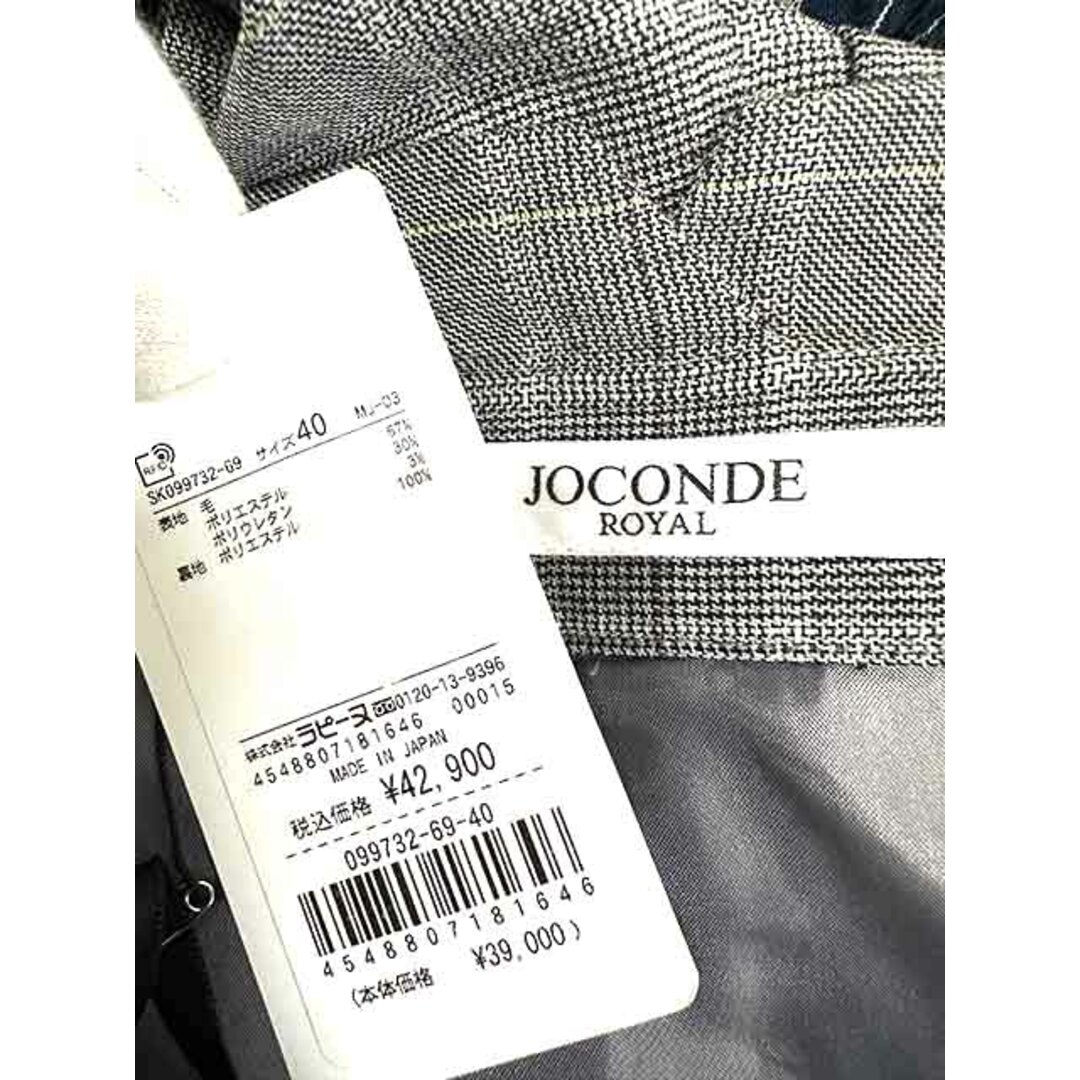 RFID
SK099732-69 サイズ 40 MJ-03
表地 毛 67%
ポリエステル 30%
ポリウレタン 3%
裏地 ポリエステル 100%
株式会社 ラピーヌ 0120-13-9396
4548807181646 00015
MADE IN JAPAN
税込価格 ¥42,900
099732-69-40
4548807181646
(本体価格 ¥39,000)
JOCONDE
ROYAL